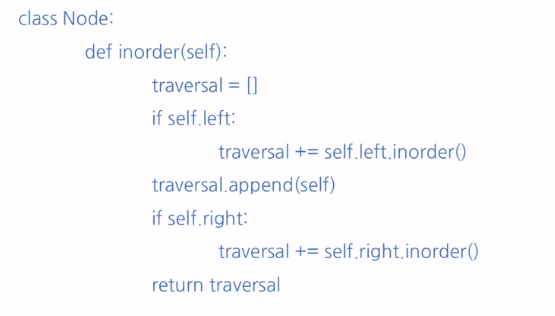 class Node:
def inorder(self):
traversal = []
if self.left:
traversal += self.left.inorder()
traversal.append(self)
if self.right:
traversal += self.right.inorder()
return traversal